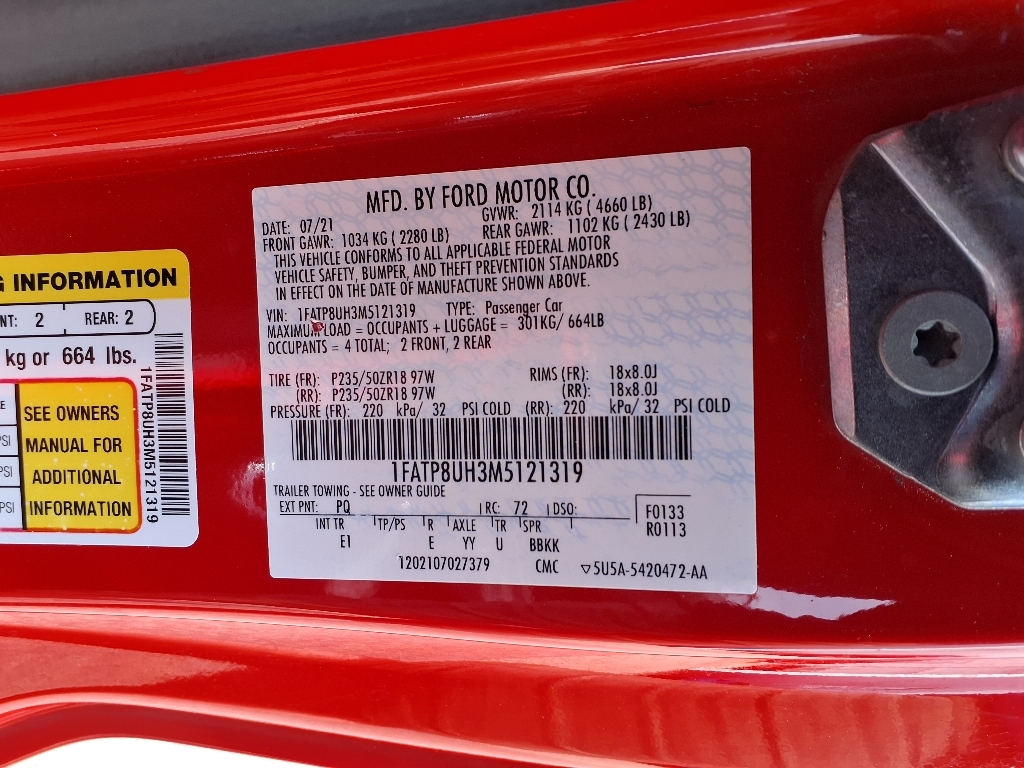 G INFORMATION
NT: 2 REAR: 2
kg or 664 lbs.
SEE OWNERS
MANUAL FOR
ADDITIONAL
INFORMATION
PSI
PSI
1FATP8UH3M5121319
MFD. BY FORD MOTOR CO.
DATE: 07/21 GVWR: 2114 KG ( 4660 LB)
FRONT GAWR: 1034 KG ( 2280 LB) REAR GAWR: 1102 KG ( 2430 LB)
THIS VEHICLE CONFORMS TO ALL APPLICABLE FEDERAL MOTOR
VEHICLE SAFETY, BUMPER, AND THEFT PREVENTION STANDARDS
IN EFFECT ON THE DATE OF MANUFACTURE SHOWN ABOVE.
VIN: 1FATP8UH3M5121319 TYPE: Passenger Car
MAXIMUM LOAD = OCCUPANTS + LUGGAGE = 301KG/ 664LB
OCCUPANTS = 4 TOTAL; 2 FRONT, 2 REAR
TIRE (FR): P235/50ZR18 97W RIMS (FR): 18x8.0J
(RR): P235/50ZR18 97W (RR): 18x8.0J
PRESSURE (FR): 220 kPa/ 32 PSI COLD (RR): 220 kPa/ 32 PSI COLD
1FATP8UH3M5121319
TRAILER TOWING - SEE OWNER GUIDE
EXT PNT: PQ RC: 72 DSO: F0133
INT TR TP/PS R AXLE TR SPR R0113
E1 E YY U BBKK
1202107027379 CMC ▽5U5A-5420472-AA